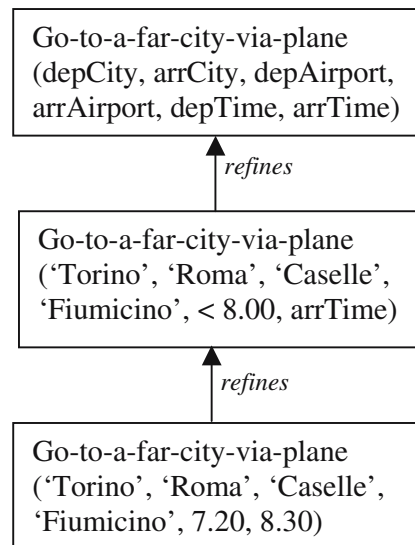 Go-to-a-far-city-via-plane
(depCity, arrCity, depAirport,
arrAirport, depTime, arrTime)
refines
Go-to-a-far-city-via-plane
(‘Torino’, ‘Roma’, ‘Caselle’,
‘Fiumicino’, < 8.00, arrTime)
refines
Go-to-a-far-city-via-plane
(‘Torino’, ‘Roma’, ‘Caselle’,
‘Fiumicino’, 7.20, 8.30)